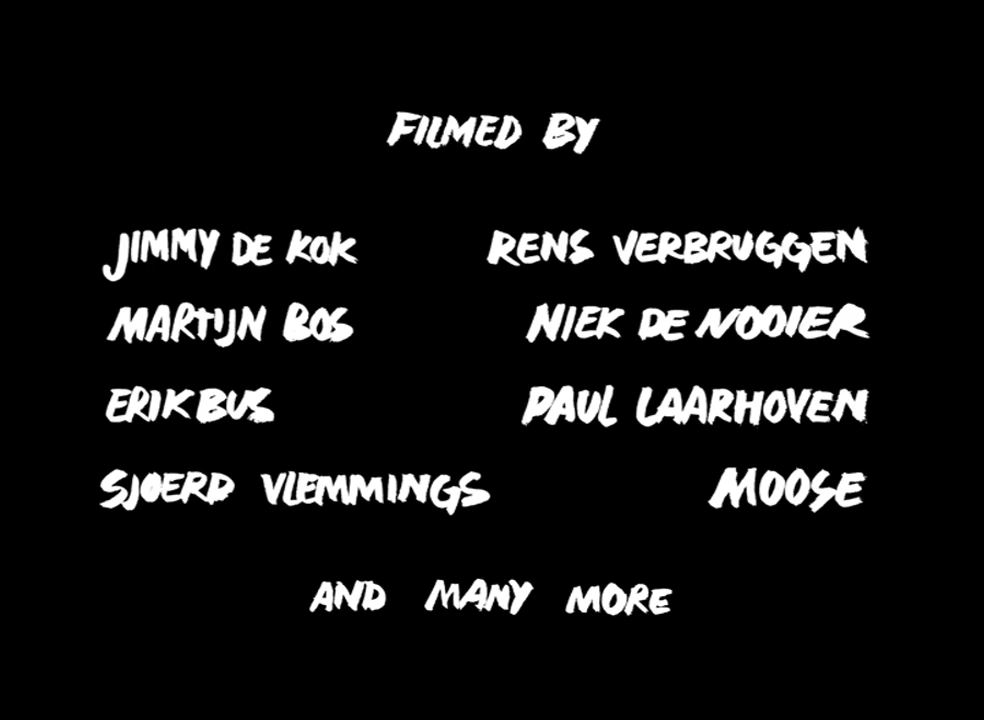 FILMED BY
JIMMY DE KOK RENS VERBRUGGEN
MARTIJN BOS NIEK DE NOOIER
ERIK BUS PAUL LAARHOVEN
SJOERD VLEMMINGS MOOSE
AND MANY MORE